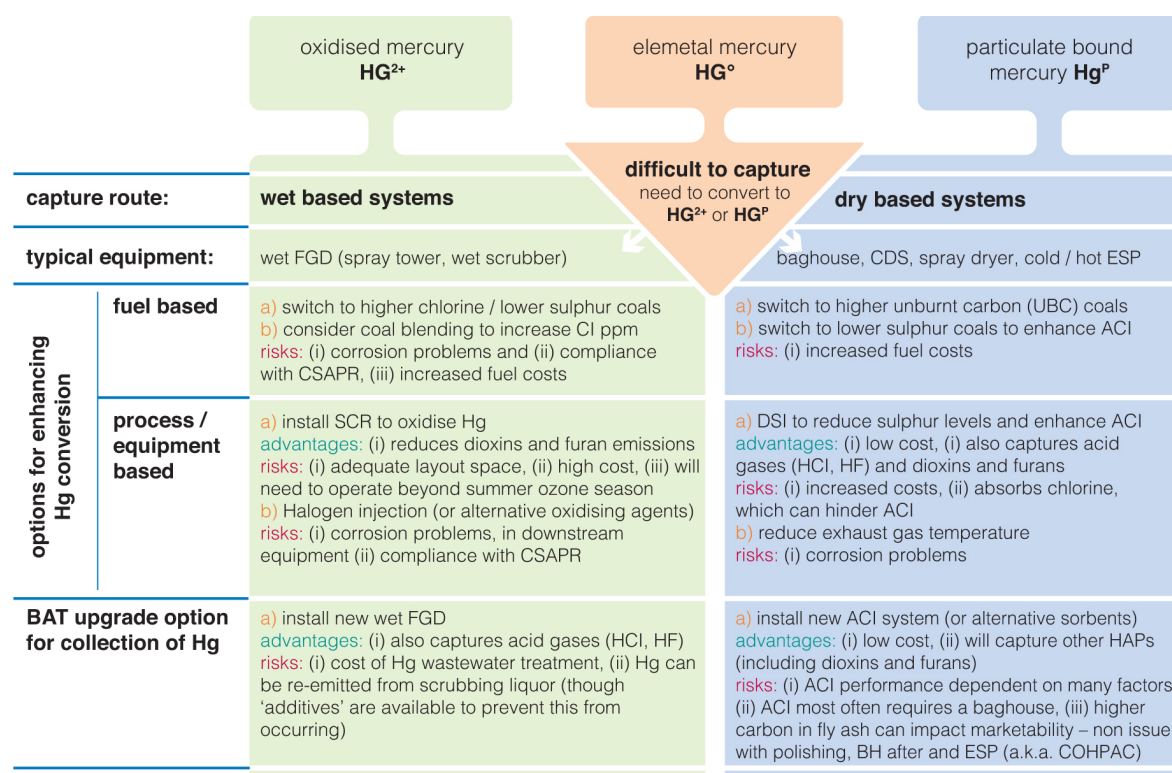 oxidised mercury
HG²⁺
elemetal mercury
HG°
particulate bound
mercury Hgᴾ
difficult to capture
need to convert to
HG²⁺ or HGᴾ
capture route:
wet based systems
dry based systems
typical equipment:
wet FGD (spray tower, wet scrubber)
baghouse, CDS, spray dryer, cold / hot ESP
options for enhancing
Hg conversion
fuel based
a) switch to higher chlorine / lower sulphur coals
b) consider coal blending to increase CI ppm
risks: (i) corrosion problems and (ii) compliance
with CSAPR, (iii) increased fuel costs
a) switch to higher unburnt carbon (UBC) coals
b) switch to lower sulphur coals to enhance ACI
risks: (i) increased fuel costs
process /
equipment
based
a) install SCR to oxidise Hg
advantages: (i) reduces dioxins and furan emissions
risks: (i) adequate layout space, (ii) high cost, (iii) will
need to operate beyond summer ozone season
b) Halogen injection (or alternative oxidising agents)
risks: (i) corrosion problems, in downstream
equipment (ii) compliance with CSAPR
a) DSI to reduce sulphur levels and enhance ACI
advantages: (i) low cost, (i) also captures acid
gases (HCI, HF) and dioxins and furans
risks: (i) increased costs, (ii) absorbs chlorine,
which can hinder ACI
b) reduce exhaust gas temperature
risks: (i) corrosion problems
BAT upgrade option
for collection of Hg
a) install new wet FGD
advantages: (i) also captures acid gases (HCI, HF)
risks: (i) cost of Hg wastewater treatment, (ii) Hg can
be re-emitted from scrubbing liquor (though
‘additives’ are available to prevent this from
occurring)
a) install new ACI system (or alternative sorbents)
advantages: (i) low cost, (ii) will capture other HAPs
(including dioxins and furans)
risks: (i) ACI performance dependent on many factors
(ii) ACI most often requires a baghouse, (iii) higher
carbon in fly ash can impact marketability – non issue
with polishing, BH after and ESP (a.k.a. COHPAC)